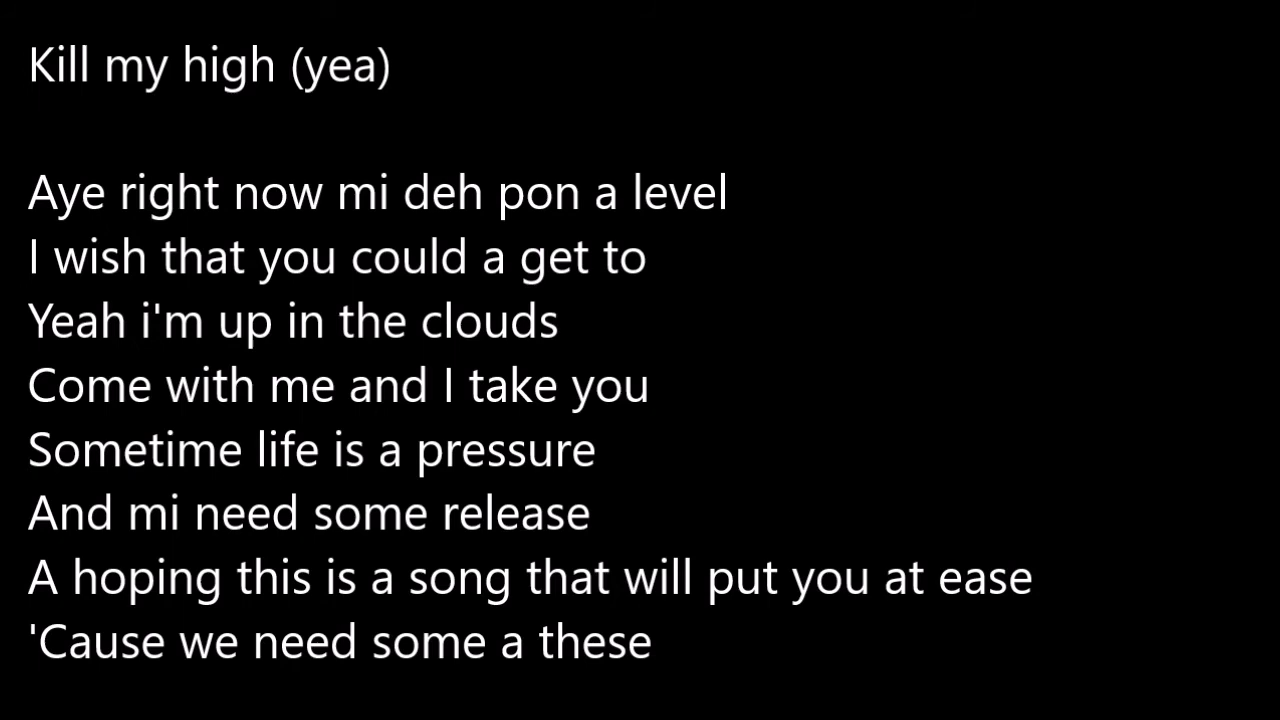 Kill my high (yea)
Aye right now mi deh pon a level
I wish that you could a get to
Yeah i'm up in the clouds
Come with me and I take you
Sometime life is a pressure
And mi need some release
A hoping this is a song that will put you at ease
'Cause we need some a these